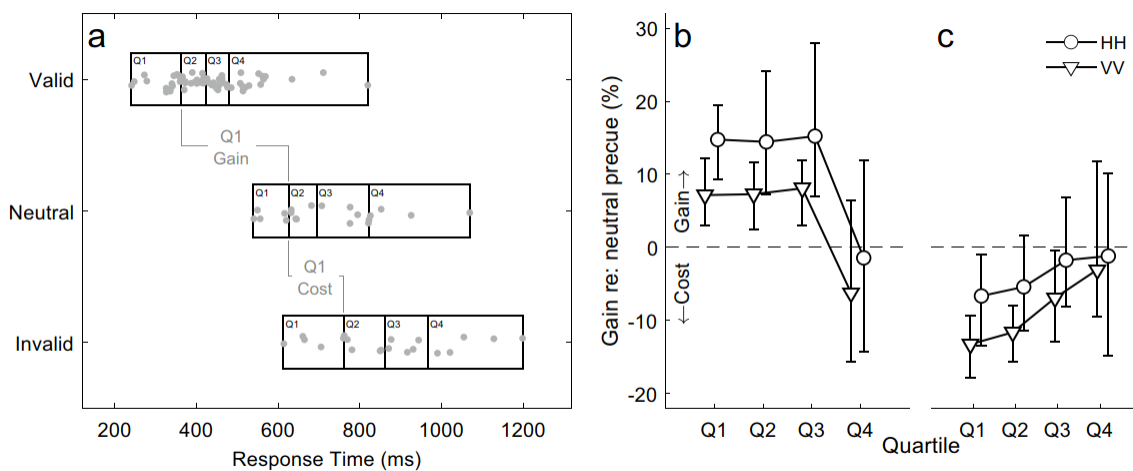 a
Valid
Q1 Q2 Q3 Q4
Q1
Gain
Neutral
Q1 Q2 Q3 Q4
Q1
Cost
Invalid
Q1 Q2 Q3 Q4
200 400 600 800 1000 1200
Response Time (ms)
b
c
HH
VV
30
20
10
0
-10
-20
Gain re: neutral precue (%)
←Cost
Gain→
Q1 Q2 Q3 Q4
Q1 Q2 Q3 Q4
Quartile